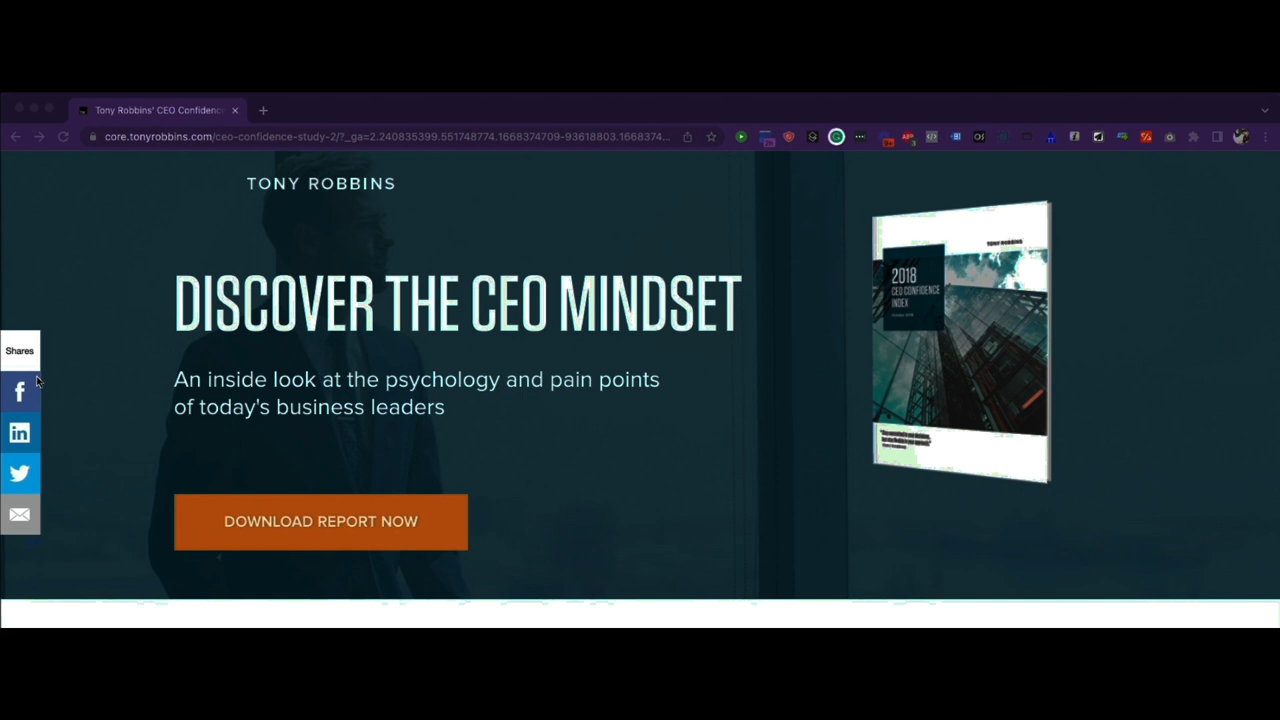 Tony Robbins' CEO Confidenc
core.tonyrobbins.com/ceo-confidence-study-2/?_ga=2.240835399.551748774.1668374709-93618803.1668374...
TONY ROBBINS
DISCOVER THE CEO MINDSET
An inside look at the psychology and pain points
of today's business leaders
DOWNLOAD REPORT NOW
Shares
TONY ROBBINS
2018
CEO CONFIDENCE
INDEX